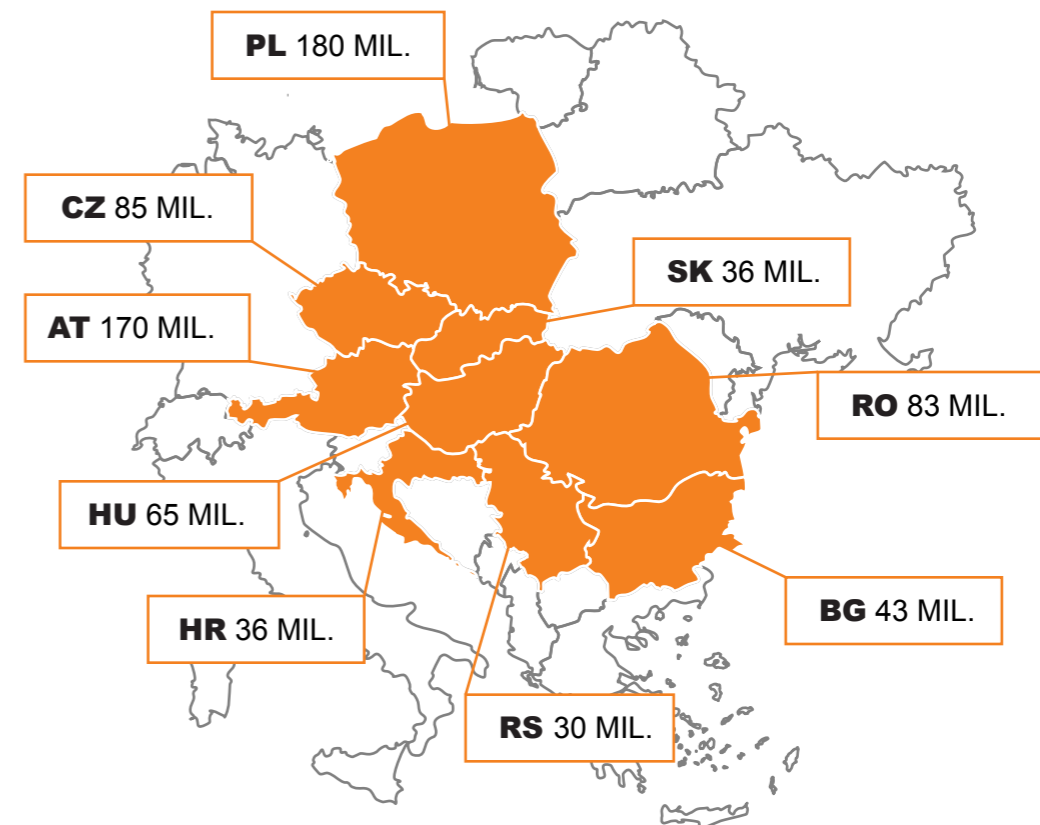 PL 180 MIL.
CZ 85 MIL.
SK 36 MIL.
AT 170 MIL.
RO 83 MIL.
HU 65 MIL.
BG 43 MIL.
HR 36 MIL.
RS 30 MIL.